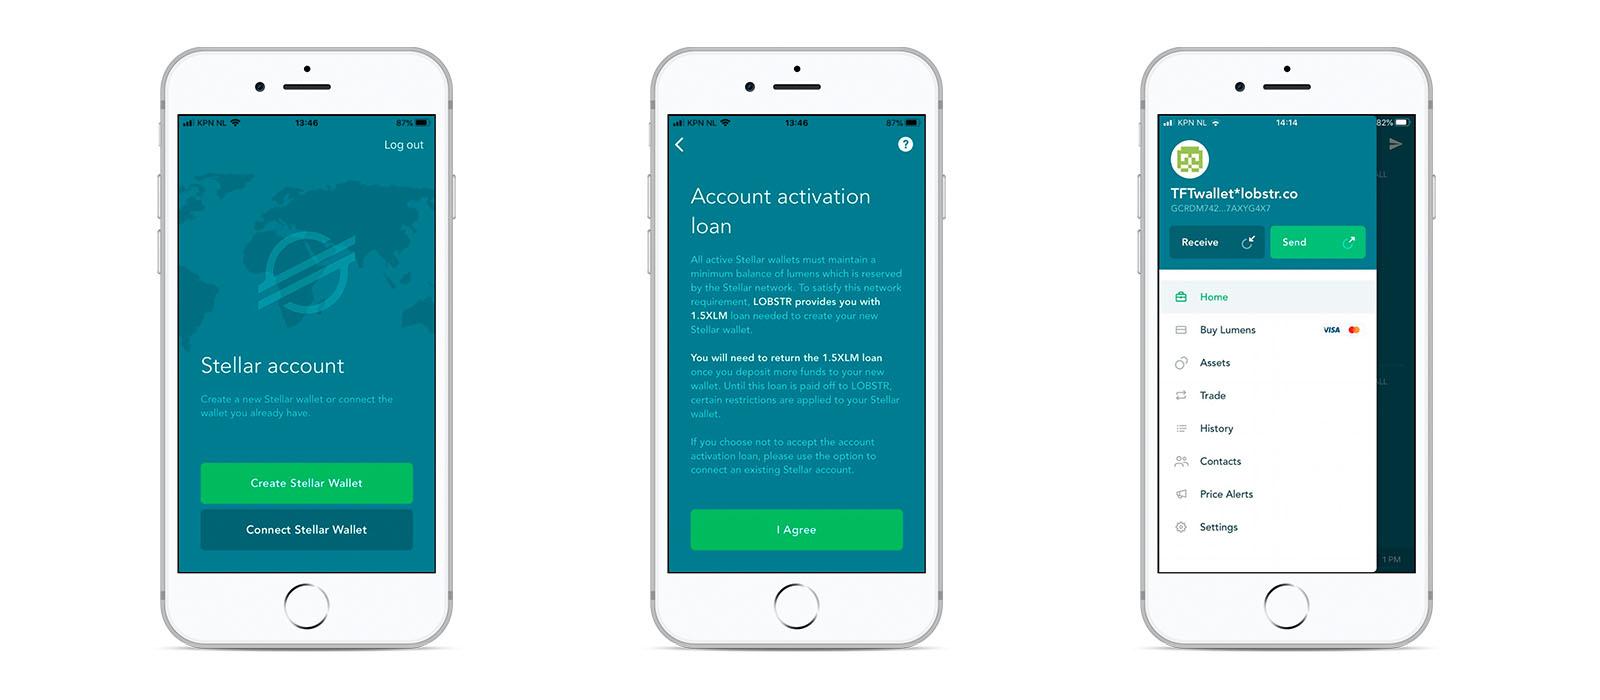 KPN NL 13:46 87%
Log out
Stellar account
Create a new Stellar wallet or connect the
wallet you already have.
Create Stellar Wallet
Connect Stellar Wallet
KPN NL 13:46 87%
?
Account activation
loan
All active Stellar wallets must maintain a
minimum balance of lumens which is reserved
by the Stellar network. To satisfy this network
requirement, LOBSTR provides you with
1.5XLM loan needed to create your new
Stellar wallet.
You will need to return the 1.5XLM loan
once you deposit more funds to your new
wallet. Until this loan is paid off to LOBSTR,
certain restrictions are applied to your Stellar
wallet.
If you choose not to accept the account
activation loan, please use the option to
connect an existing Stellar account.
I Agree
KPN NL 14:14 82%
TFTwallet*lobstr.co
GCRDM742...7AXYG4X7
Receive
Send
Home
Buy Lumens VISA
Assets
Trade
History
Contacts
Price Alerts
Settings
1 PM